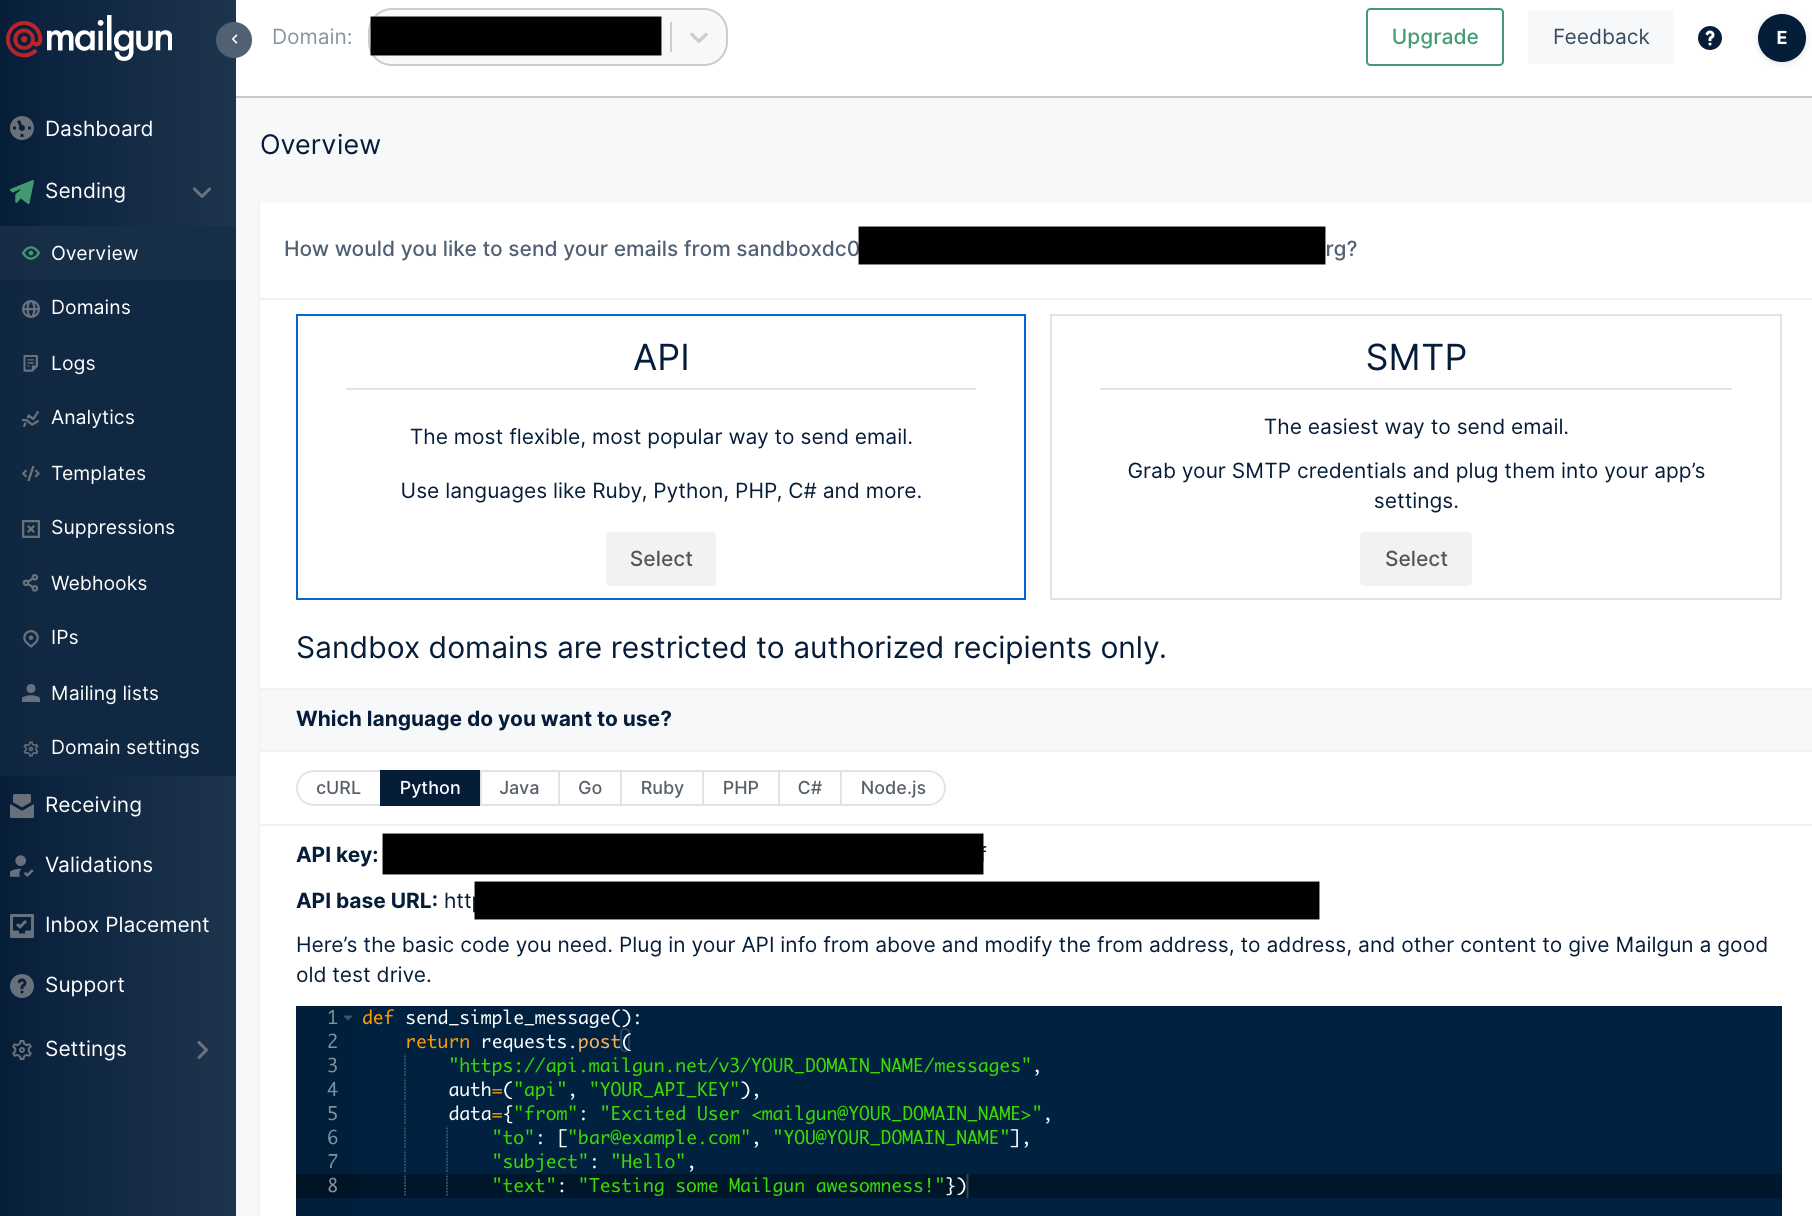 mailgun
Domain:
Upgrade
Feedback
?
E
Dashboard
Sending
Overview
Domains
Logs
Analytics
Templates
Suppressions
Webhooks
IPs
Mailing lists
Domain settings
Receiving
Validations
Inbox Placement
Support
Settings
Overview
How would you like to send your emails from sandboxdc0 rg?
API
The most flexible, most popular way to send email.
Use languages like Ruby, Python, PHP, C# and more.
Select
SMTP
The easiest way to send email.
Grab your SMTP credentials and plug them into your app’s
settings.
Select
Sandbox domains are restricted to authorized recipients only.
Which language do you want to use?
cURL Python Java Go Ruby PHP C# Node.js
API key:
API base URL: htt
Here’s the basic code you need. Plug in your API info from above and modify the from address, to address, and other content to give Mailgun a good
old test drive.
1 def send_simple_message():
2 return requests.post(
3 "https://api.mailgun.net/v3/YOUR_DOMAIN_NAME/messages",
4 auth=("api", "YOUR_API_KEY"),
5 data={"from": "Excited User <mailgun@YOUR_DOMAIN_NAME>",
6 "to": ["bar@example.com", "YOU@YOUR_DOMAIN_NAME"],
7 "subject": "Hello",
8 "text": "Testing some Mailgun awesomness!"})